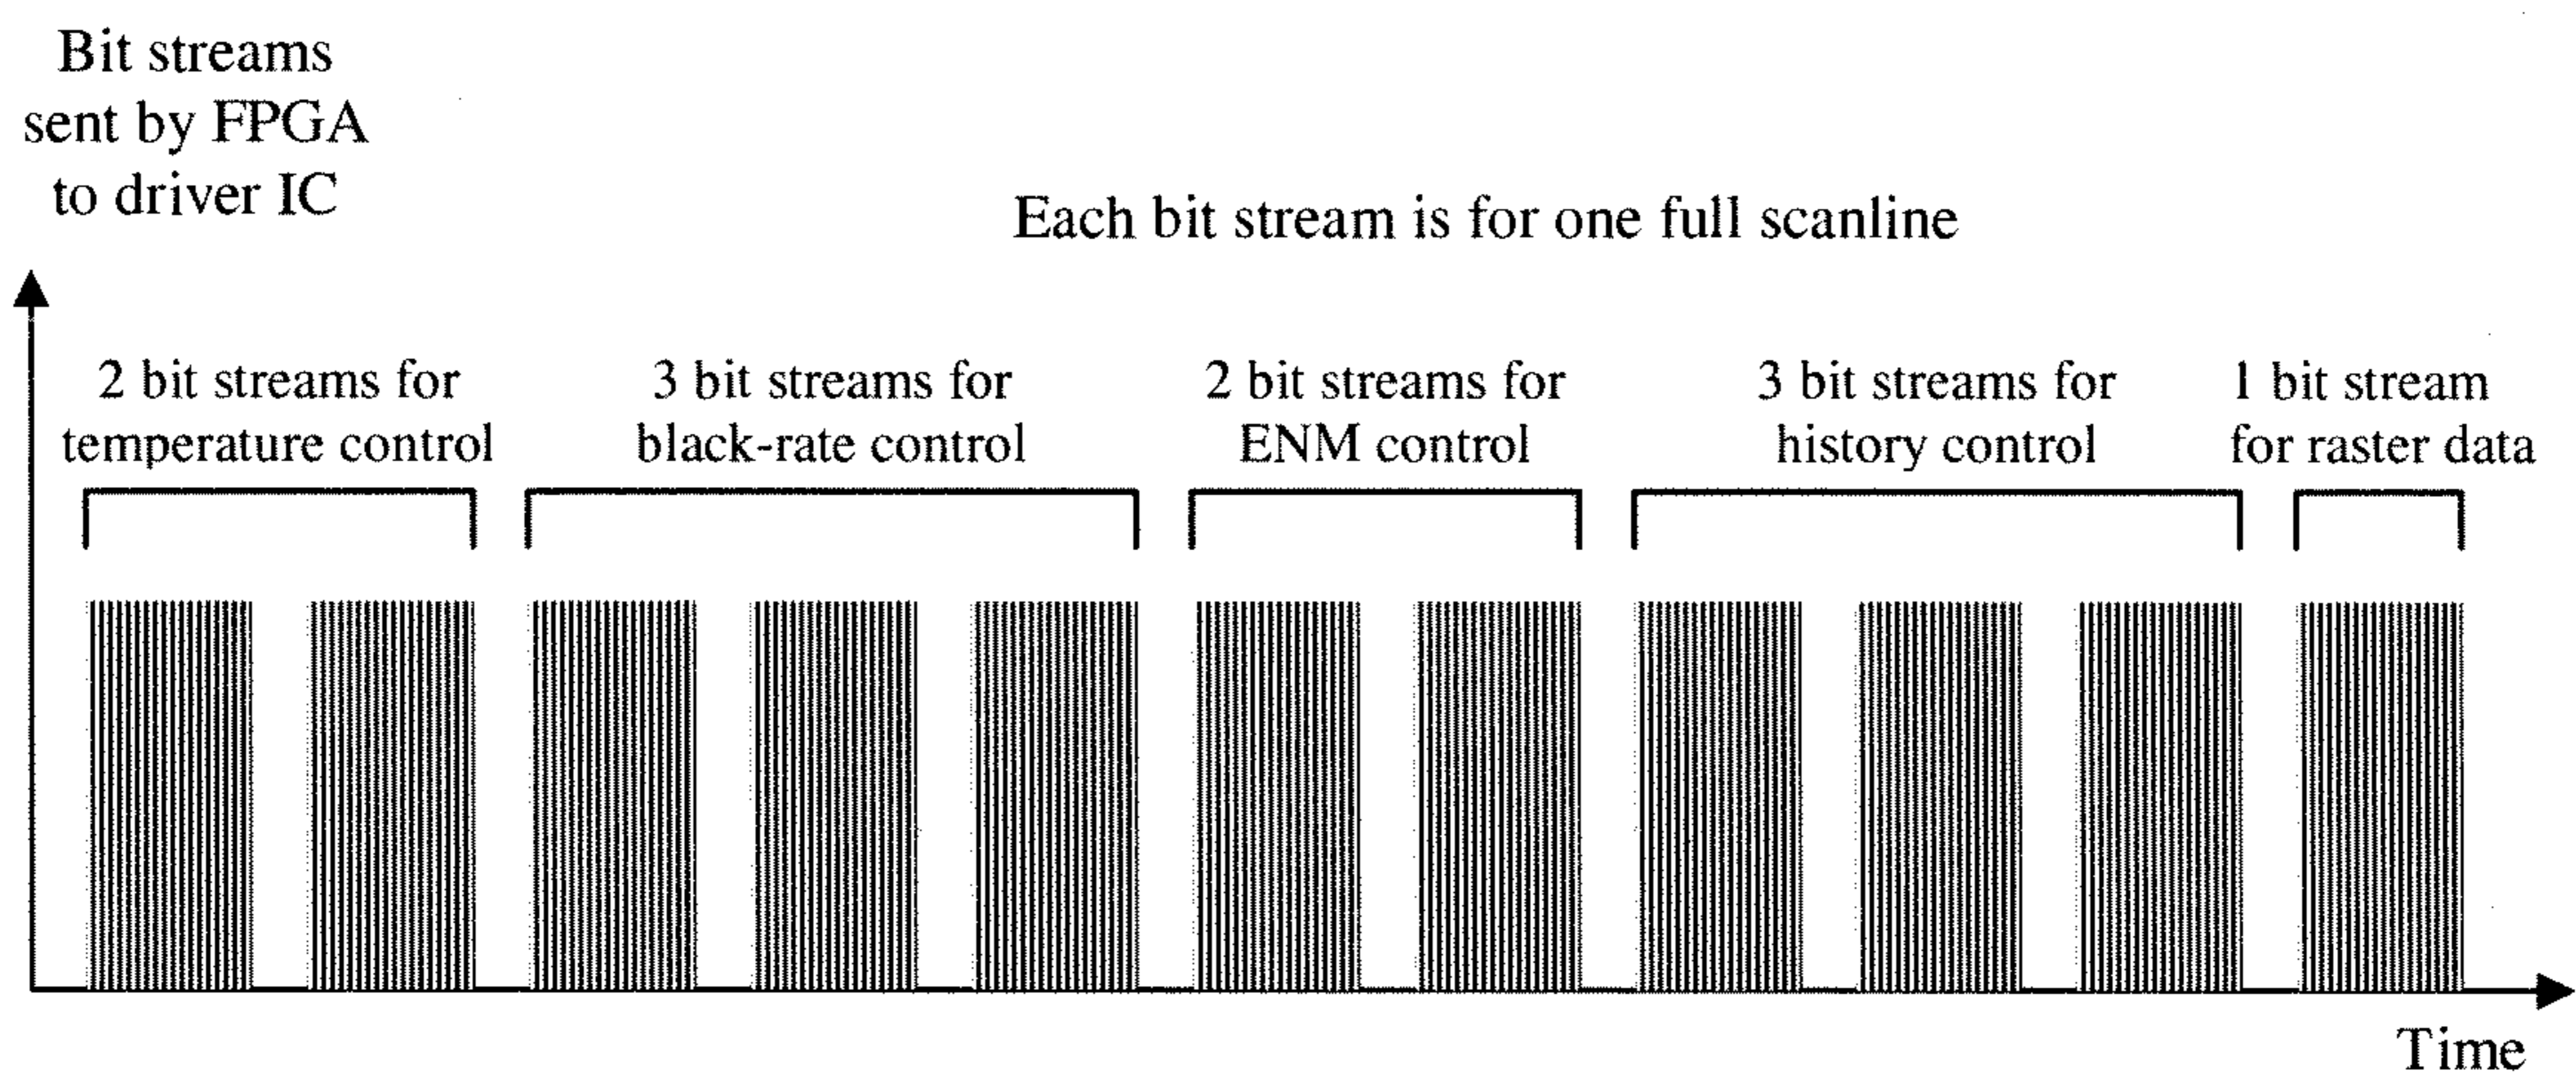 Bit streams
sent by FPGA
to driver IC
Each bit stream is for one full scanline
2 bit streams for
temperature control
3 bit streams for
black-rate control
2 bit streams for
ENM control
3 bit streams for
history control
1 bit stream
for raster data
Time